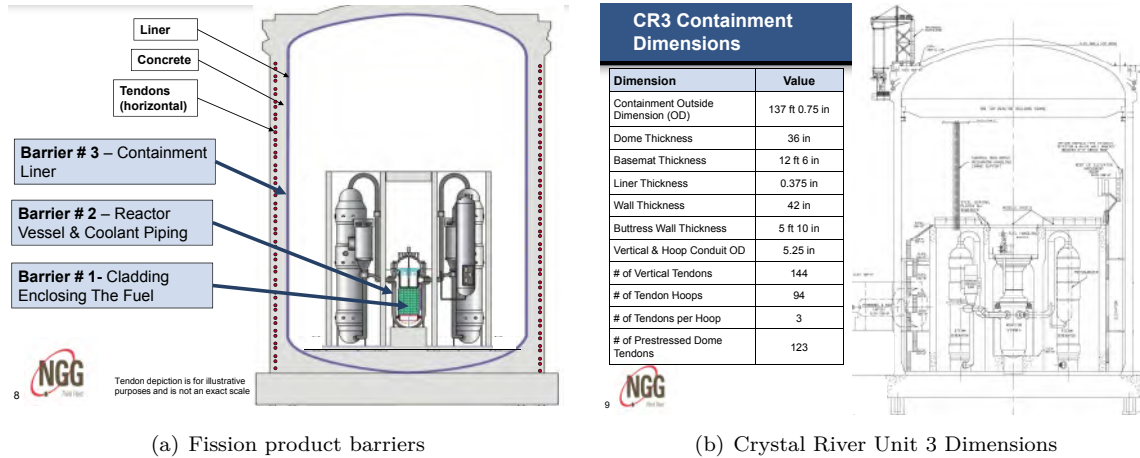 Liner
Concrete
Tendons
(horizontal)
Barrier # 3 – Containment
Liner
Barrier # 2 – Reactor
Vessel & Coolant Piping
Barrier # 1- Cladding
Enclosing The Fuel
NGG
8
Tendon depiction is for illustrative
purposes and is not an exact scale
(a) Fission product barriers
CR3 Containment
Dimensions
Dimension Value
Containment Outside
Dimension (OD) 137 ft 0.75 in
Dome Thickness 36 in
Basemat Thickness 12 ft 6 in
Liner Thickness 0.375 in
Wall Thickness 42 in
Buttress Wall Thickness 5 ft 10 in
Vertical & Hoop Conduit OD 5.25 in
# of Vertical Tendons 144
# of Tendon Hoops 94
# of Tendons per Hoop 3
# of Prestressed Dome
Tendons 123
NGG
9
(b) Crystal River Unit 3 Dimensions